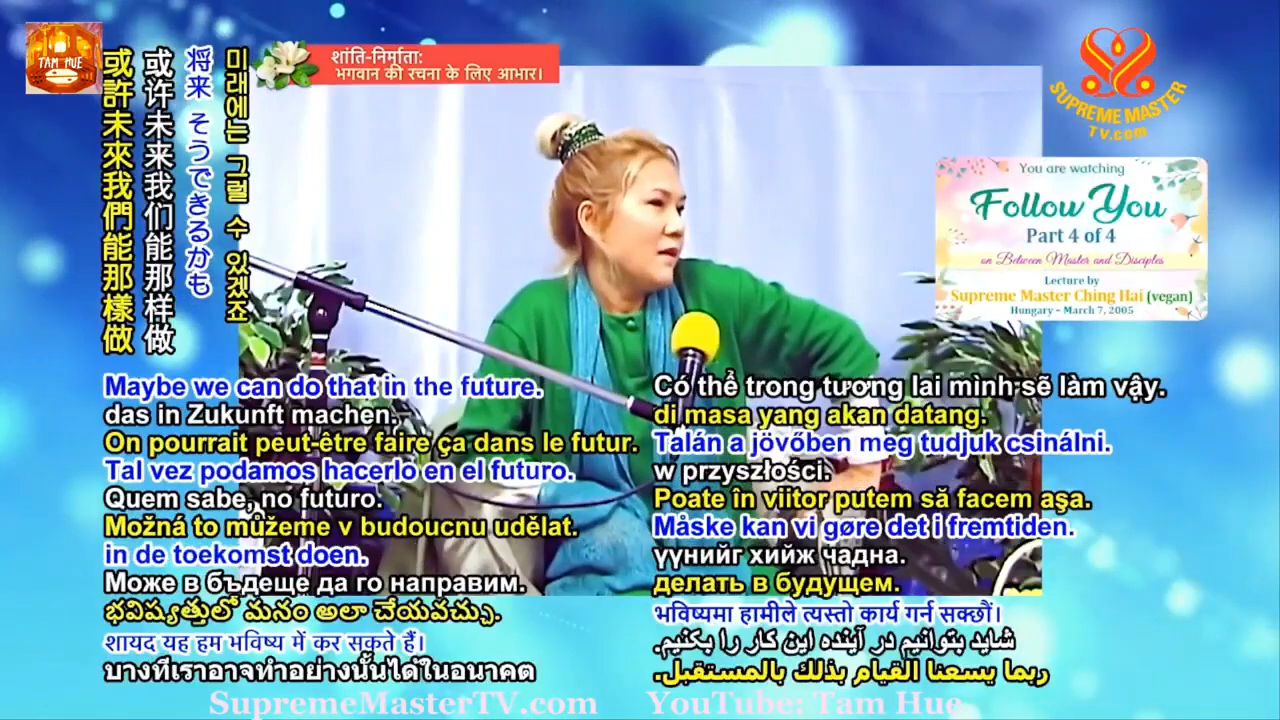 TAM HUE
शांति-निर्माता:
भगवान की रचना के लिए आभार।
SUPREME MASTER
TV.com
You are watching
Follow You
Part 4 of 4
on Between Master and Disciples
Lecture by
Supreme Master Ching Hai (vegan)
Hungary ~ March 7, 2005
或許未來我們能那樣做
或许未来我们能那样做
将来 そうできるかも
미래에는 그럴 수 있겠죠
Maybe we can do that in the future.
das in Zukunft machen.
On pourrait peut-être faire ça dans le futur.
Tal vez podamos hacerlo en el futuro.
Quem sabe, no futuro.
Možná to můžeme v budoucnu udělat.
in de toekomst doen.
Може в бъдеще да го направим.
భవిష్యత్తులో మనం అలా చేయవచ్చు.
शायद यह हम भविष्य में कर सकते हैं।
บางทีเราอาจทำอย่างนั้นได้ในอนาคต
Có thể trong tương lai mình sẽ làm vậy.
di masa yang akan datang.
Talán a jövőben meg tudjuk csinálni.
w przyszłości.
Poate în viitor putem să facem aşa.
Måske kan vi gøre det i fremtiden.
үүнийг хийж чадна.
делать в будущем.
भविष्यमा हामीले त्यस्तो कार्य गर्न सक्छौं।
شاید بتوانیم در آینده این کار را بکنیم.
ربما يسعنا القيام بذلك بالمستقبل.
SupremeMasterTV.com
YouTube: Tam Hue